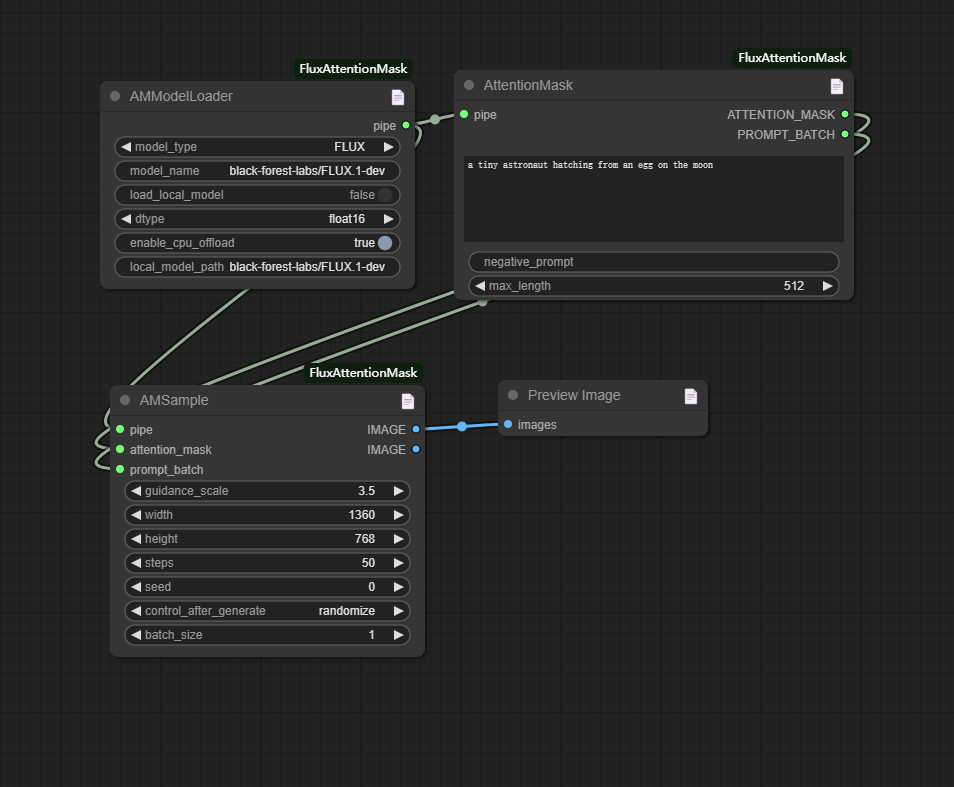 FluxAttentionMask
AMModelLoader
pipe
model_type FLUX
model_name black-forest-labs/FLUX.1-dev
load_local_model false
dtype float16
enable_cpu_offload true
local_model_path black-forest-labs/FLUX.1-dev
FluxAttentionMask
AttentionMask
pipe ATTENTION_MASK
PROMPT_BATCH
a tiny astronaut hatching from an egg on the moon
negative_prompt
max_length 512
FluxAttentionMask
AMSample
pipe IMAGE
attention_mask IMAGE
prompt_batch
guidance_scale 3.5
width 1360
height 768
steps 50
seed 0
control_after_generate randomize
batch_size 1
Preview Image
images